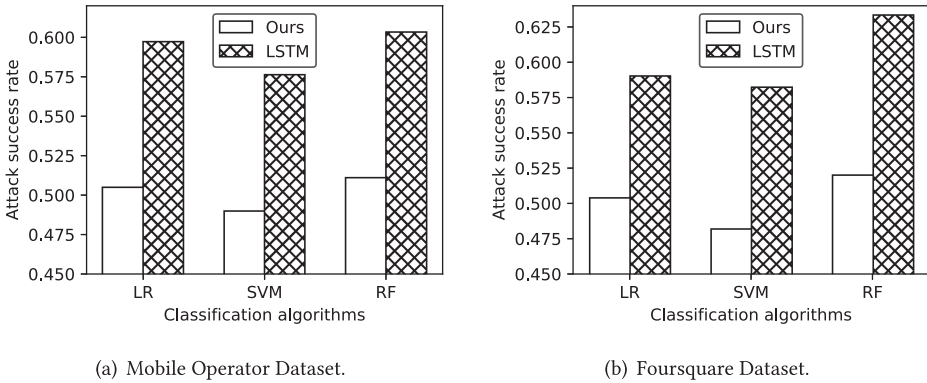 Ours
LSTM
Attack success rate
0.600
0.575
0.550
0.525
0.500
0.475
0.450
LR
SVM
RF
Classification algorithms
(a) Mobile Operator Dataset.
Ours
LSTM
Attack success rate
0.625
0.600
0.575
0.550
0.525
0.500
0.475
0.450
LR
SVM
RF
Classification algorithms
(b) Foursquare Dataset.